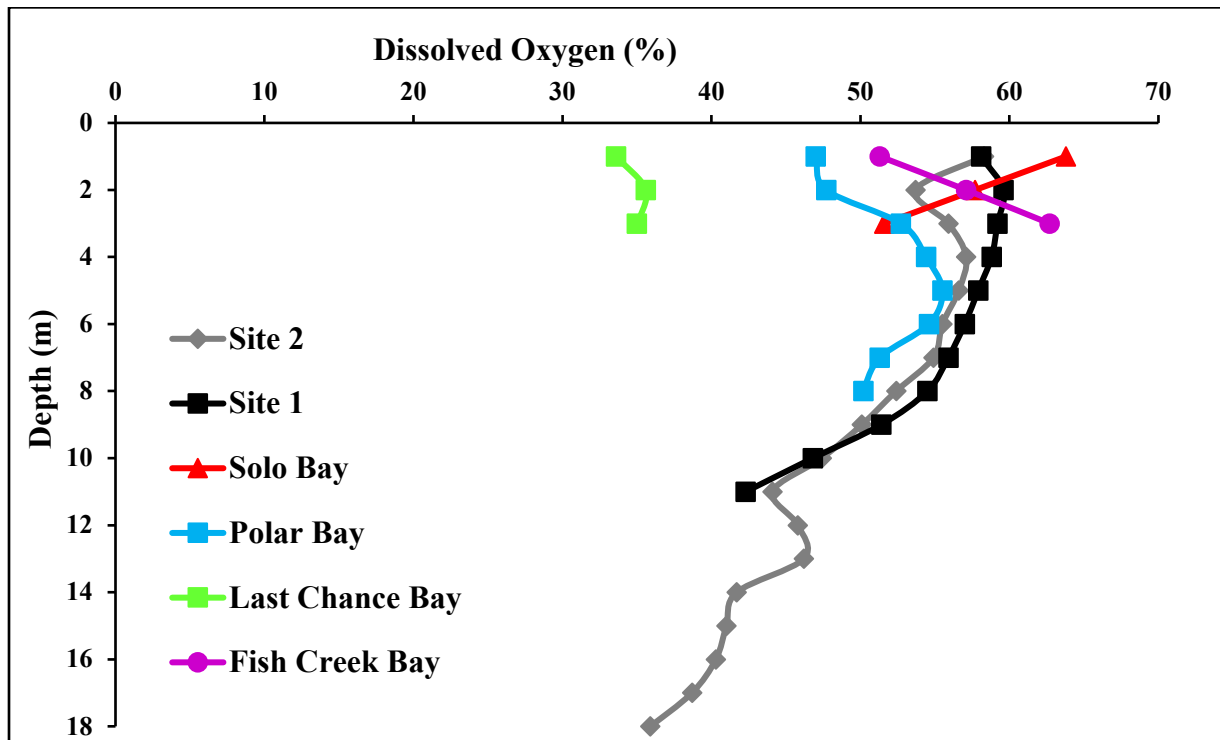 Dissolved Oxygen (%)
0 10 20 30 40 50 60 70
0
2
4
6
8
10
12
14
16
18
Depth (m)
Site 2
Site 1
Solo Bay
Polar Bay
Last Chance Bay
Fish Creek Bay